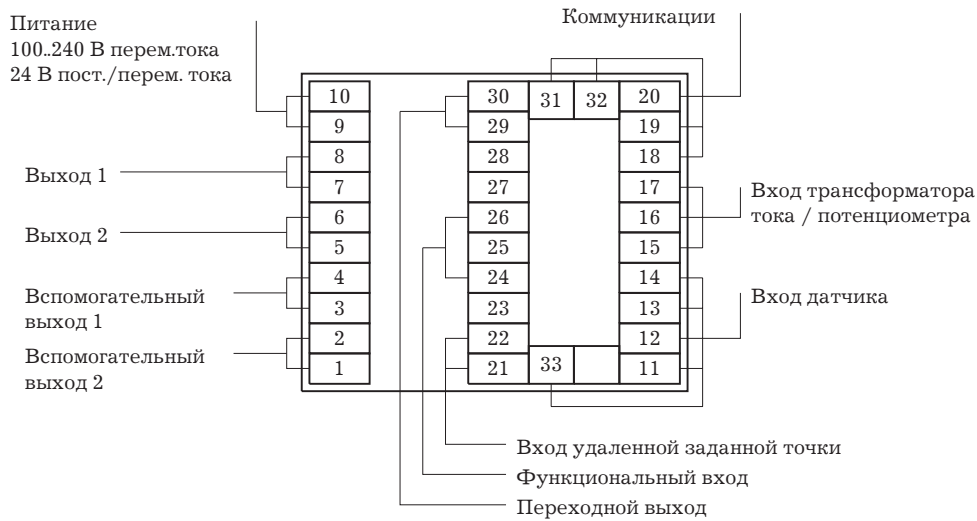 Питание
100..240 В перем.тока
24 В пост./перем. тока
Коммуникации
10
9
8
7
6
5
4
3
2
1
30
31
32
20
29
19
28
18
27
17
26
16
25
15
24
14
23
13
22
12
21
33
11
Выход 1
Выход 2
Вспомогательный
выход 1
Вспомогательный
выход 2
Вход трансформатора
тока / потенциометра
Вход датчика
Вход удаленной заданной точки
Функциональный вход
Переходной выход